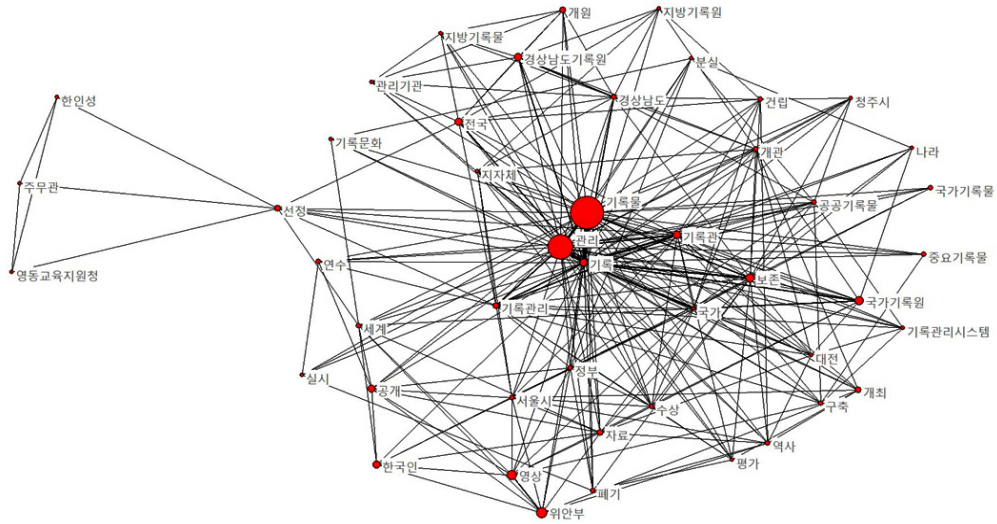 개원
지방기록원
지방기록물
경상남도기록원
분실
관리기관
경상남도
건립
청주시
한인성
전국
기록문화
개관
나라
지자체
주무관
국가기록물
기록물
공공기록물
선정
관리
기록관
중요기록물
연수
기록
영동교육지원청
보존
국가기록원
기록관리
국가
세계
기록관리시스템
대전
정부
실시
공개
서울시
개최
수상
구축
자료
역사
한국인
평가
영상
폐기
위안부